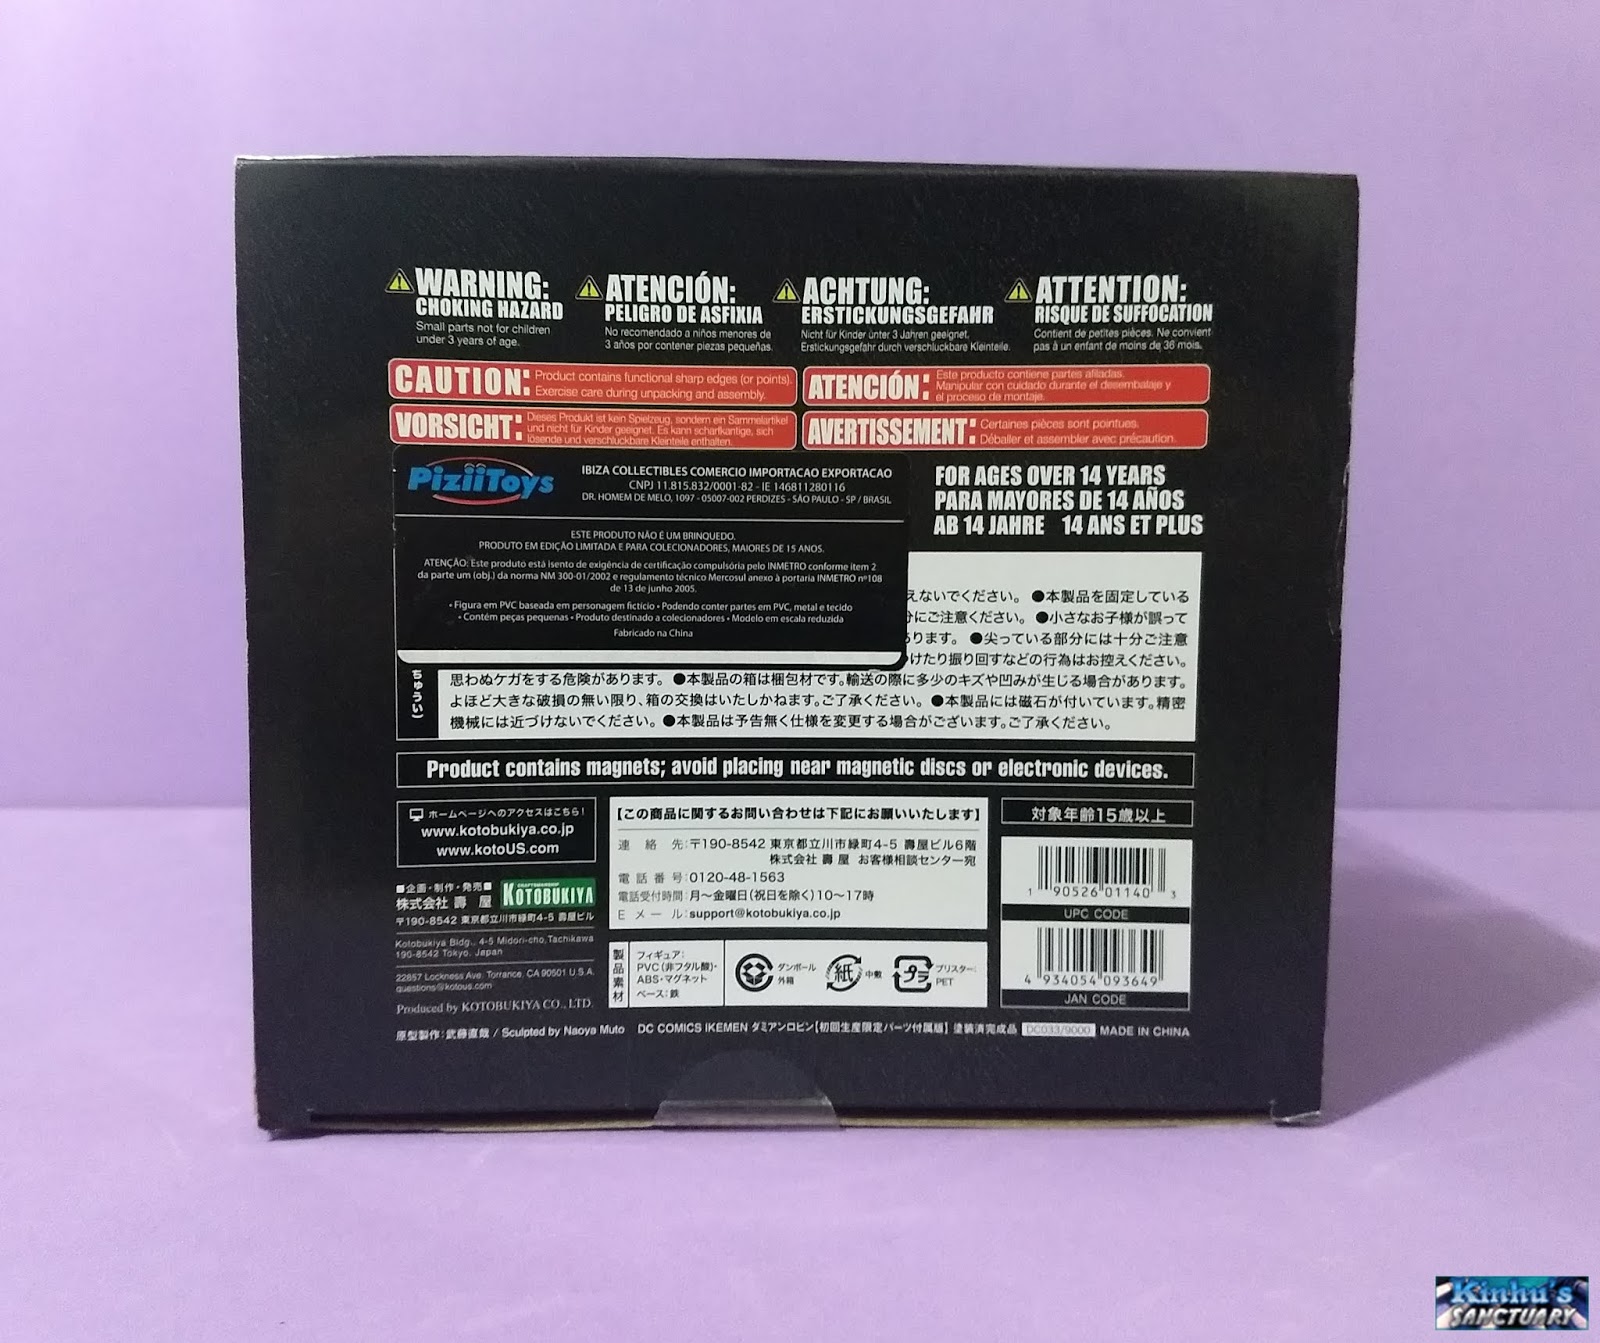 WARNING:
CHOKING HAZARD
Small parts not for children
under 3 years of age.
ATENCIÓN:
PELIGRO DE ASFIXIA
No recomendado a niños menores de
3 años por contener piezas pequeñas.
ACHTUNG:
ERSTICKUNGSGEFAHR
Nicht für Kinder unter 3 Jahren geeignet.
Erstickungsgefahr durch verschluckbare Kleinteile.
ATTENTION:
RISQUE DE SUFFOCATION
Contient de petites pièces. Ne convient
pas à un enfant de moins de 36 mois.
CAUTION: Product contains functional sharp edges (or points).
Exercise care during unpacking and assembly.
ATENCIÓN: Este producto contiene partes afiladas.
Manipular con cuidado durante el desembalaje y
el proceso de montaje.
VORSICHT: Dieses Produkt ist kein Spielzeug, sondern ein Sammelartikel
und nicht für Kinder geeignet. Es kann scharfkantige, sich
lösende und verschluckbare Kleinteile enthalten.
AVERTISSEMENT: Certaines pièces sont pointues.
Déballer et assembler avec précaution.
PiziiToys
IBIZA COLLECTIBLES COMERCIO IMPORTACAO EXPORTACAO
CNPJ 11.815.832/0001-82 - IE 146811280116
DR. HOMEM DE MELO, 1097 - 05007-002 PERDIZES - SÃO PAULO - SP / BRASIL
ESTE PRODUTO NÃO É UM BRINQUEDO.
PRODUTO EM EDIÇÃO LIMITADA E PARA COLECIONADORES, MAIORES DE 15 ANOS.
ATENÇÃO: Este produto está isento de exigência de certificação compulsória pelo INMETRO conforme item 2
da parte um (obj.) da norma NM 300-01/2002 e regulamento técnico Mercosul anexo à portaria INMETRO nº108
de 13 de junho 2005.
• Figura em PVC baseada em personagem fictício • Podendo conter partes em PVC, metal e tecido
• Contém peças pequenas • Produto destinado a colecionadores • Modelo em escala reduzida
Fabricado na China
FOR AGES OVER 14 YEARS
PARA MAYORES DE 14 AÑOS
AB 14 JAHRE 14 ANS ET PLUS
えないでください。 ●本製品を固定している
にご注意ください。 ●小さなお子様が誤って
ります。 ●尖っている部分には十分ご注意
けたり振り回すなどの行為はお控えください。
ちゅうい)
思わぬケガをする危険があります。 ●本製品の箱は梱包材です。輸送の際に多少のキズや凹みが生じる場合があります。
よほど大きな破損の無い限り、箱の交換はいたしかねます。ご了承ください。 ●本製品には磁石が付いています。精密
機械には近づけないでください。 ●本製品は予告無く仕様を変更する場合がございます。ご了承ください。
Product contains magnets; avoid placing near magnetic discs or electronic devices.
ホームページへのアクセスはこちら!
www.kotobukiya.co.jp
www.kotoUS.com
■企画・制作・発売■
株式会社 壽 屋
CRAFTSMANSHIP
KOTOBUKIYA
〒190-8542 東京都立川市緑町4-5 壽屋ビル
Kotobukiya Bldg., 4-5 Midori-cho, Tachikawa
190-8542 Tokyo, Japan
22857 Lockness Ave. Torrance, CA 90501 U.S.A.
questions@kotous.com
Produced by KOTOBUKIYA CO., LTD.
【この商品に関するお問い合わせは下記にお願いいたします】
連絡先:〒190-8542 東京都立川市緑町4-5 壽屋ビル6階
株式会社 壽 屋 お客様相談センター宛
電話番号:0120-48-1563
電話受付時間:月〜金曜日(祝日を除く)10〜17時
Eメール:support@kotobukiya.co.jp
製品素材
フィギュア:
PVC(非フタル酸)・
ABS・マグネット
ベース:鉄
ダンボール
外箱
紙
中敷
プラ
ブリスター:
PET
対象年齢15歳以上
1 90526 01140 3
UPC CODE
4 934054 093649
JAN CODE
原型製作:武藤直哉 / Sculpted by Naoya Muto DC COMICS IKEMEN ダミアンロビン【初回生産限定パーツ付属版】 塗装済完成品 DC033/9000 MADE IN CHINA
Kinhu's
SANCTUARY